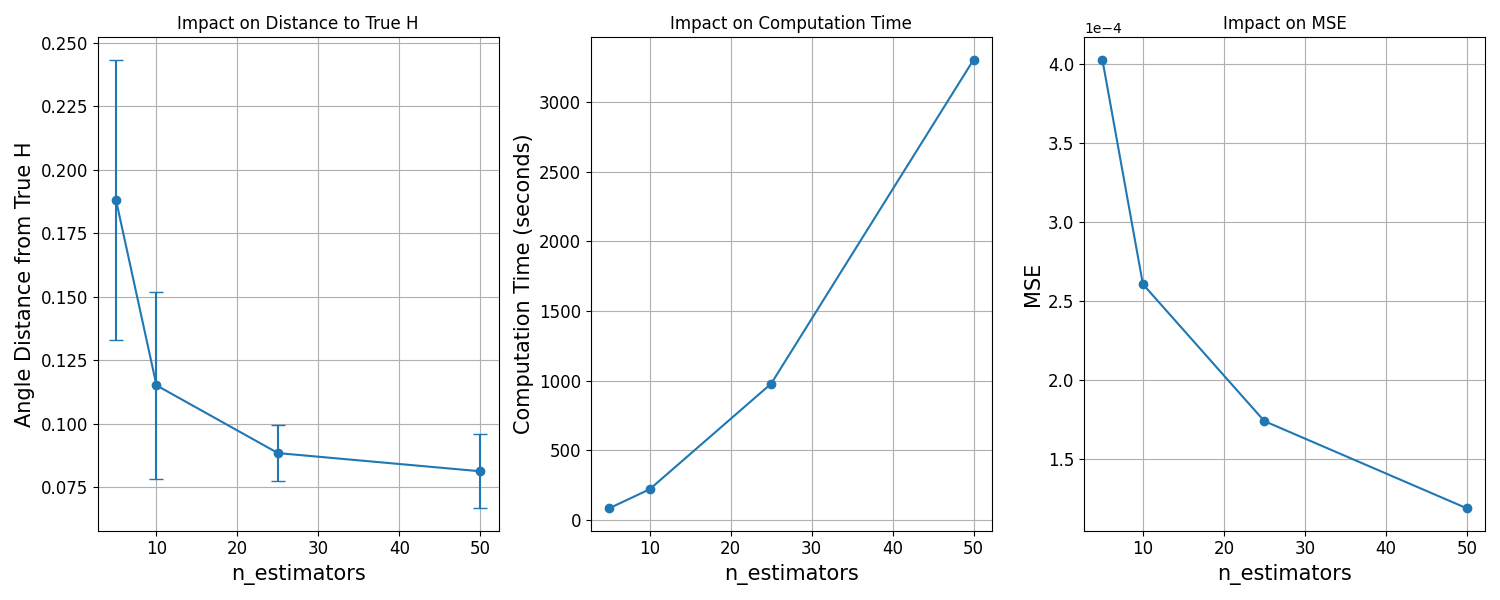 Impact on Distance to True H
Angle Distance from True H
0.250
0.225
0.200
0.175
0.150
0.125
0.100
0.075
10 20 30 40 50
n_estimators
Impact on Computation Time
Computation Time (seconds)
3000
2500
2000
1500
1000
500
0
10 20 30 40 50
n_estimators
Impact on MSE
1e−4
MSE
4.0
3.5
3.0
2.5
2.0
1.5
10 20 30 40 50
n_estimators